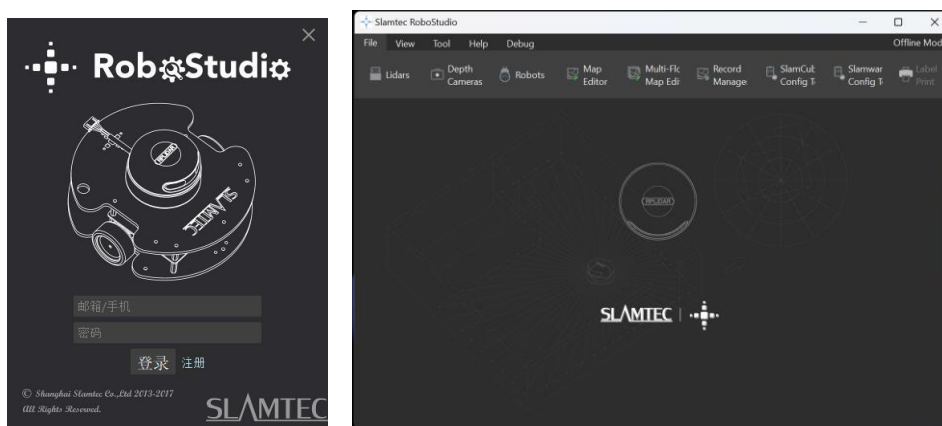 RoboStudio
RPLIDAR
SLAMTEC
邮箱/手机
密码
登录 注册
© Shanghai Slamtec Co.,Ltd 2013-2017
All Rights Reserved.
SLAMTEC
Slamtec RoboStudio
File View Tool Help Debug Offline Mod
Lidars
Depth
Cameras
Robots
Map
Editor
Multi-Flc
Map Edi
Record
Manage
SlamCub
Config T
Slamwar
Config T
Label
Print
RPLIDAR
SLAMTEC